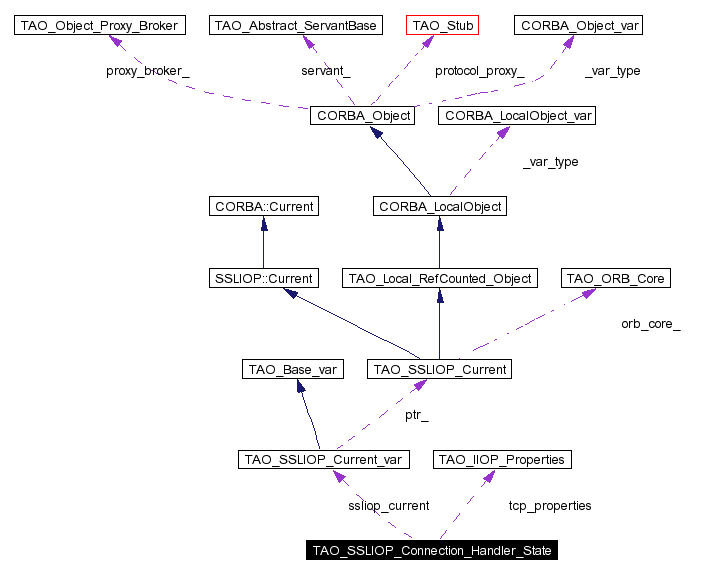 TAO_Object_Proxy_Broker
TAO_Abstract_ServantBase
TAO_Stub
CORBA_Object_var
proxy_broker_
servant_
protocol_proxy_
_var_type
CORBA_Object
CORBA_LocalObject_var
_var_type
CORBA::Current
CORBA_LocalObject
SSLIOP::Current
TAO_Local_RefCounted_Object
TAO_ORB_Core
orb_core_
TAO_Base_var
TAO_SSLIOP_Current
ptr_
TAO_SSLIOP_Current_var
TAO_IIOP_Properties
ssliop_current
tcp_properties
TAO_SSLIOP_Connection_Handler_State